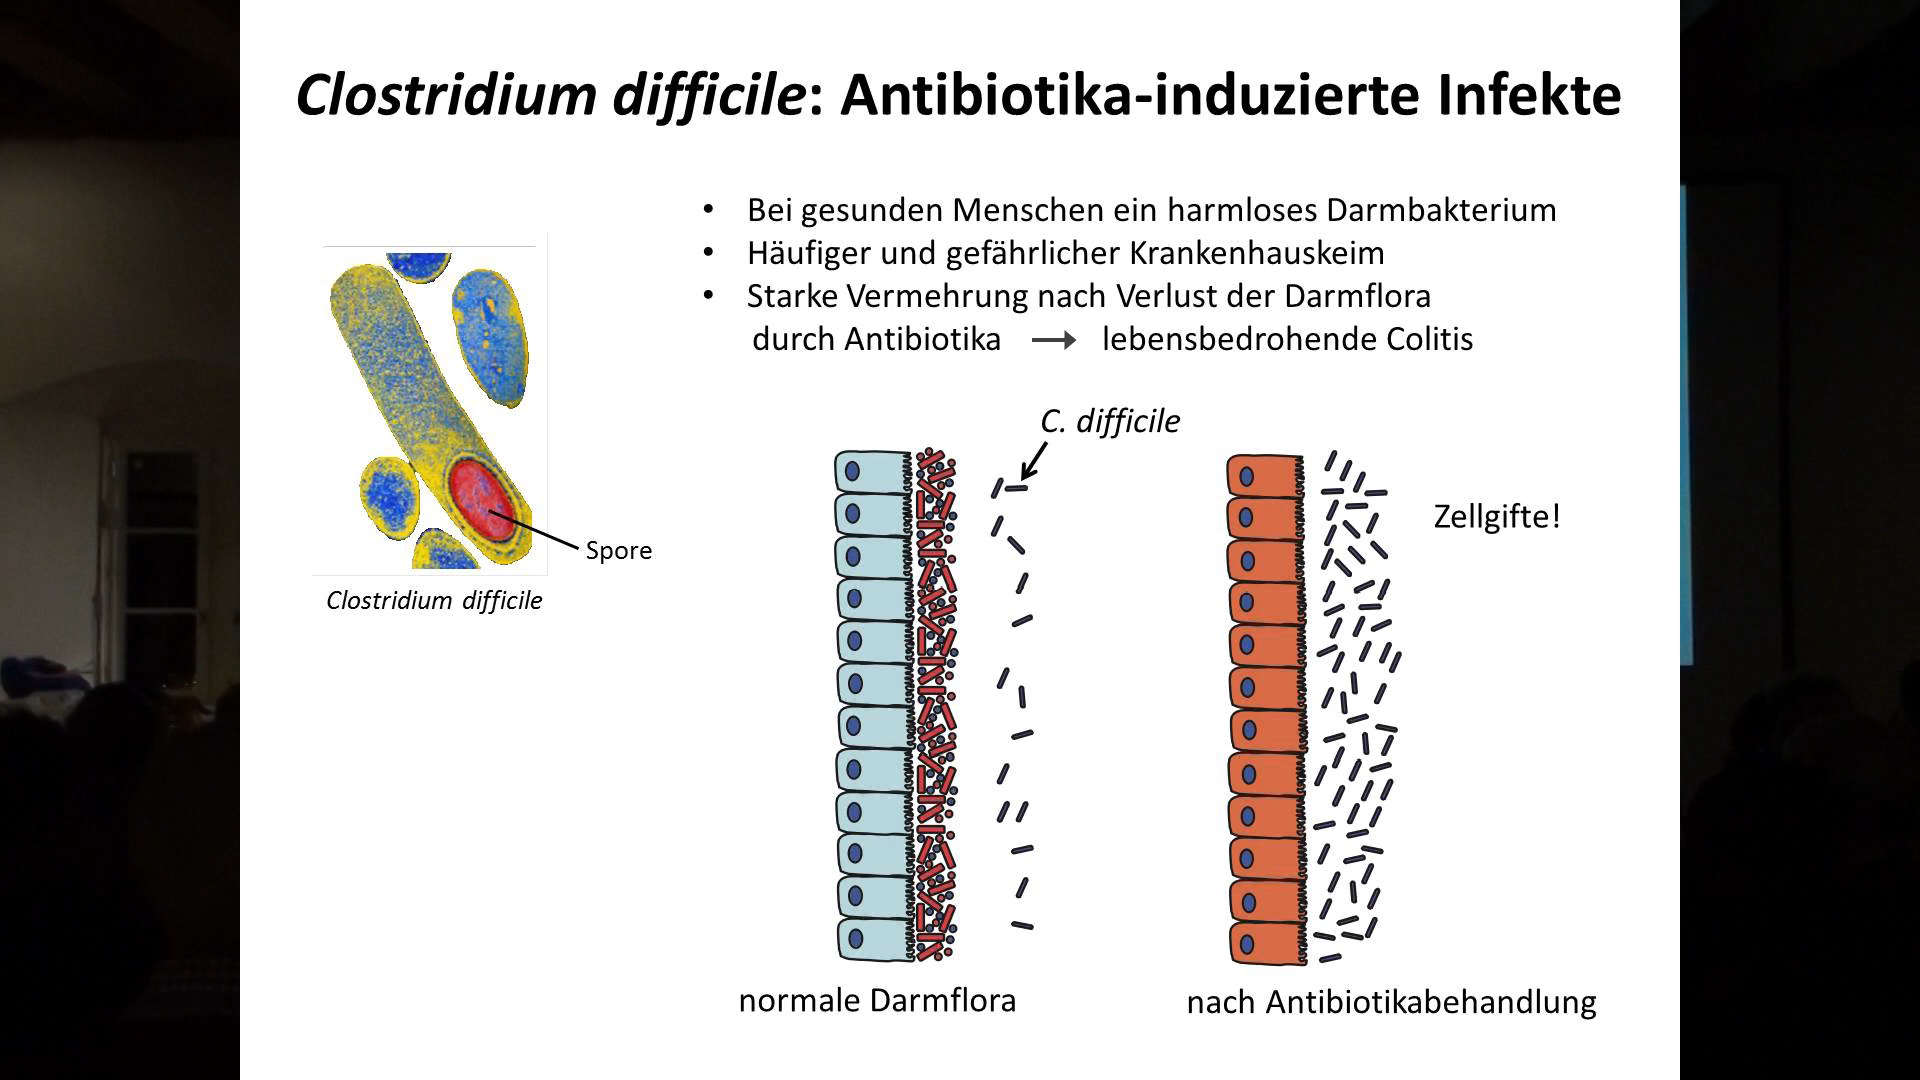 Clostridium difficile: Antibiotika-induzierte Infekte
• Bei gesunden Menschen ein harmloses Darmbakterium
• Häufiger und gefährlicher Krankenhauskeim
• Starke Vermehrung nach Verlust der Darmflora
durch Antibiotika → lebensbedrohende Colitis
Spore
Clostridium difficile
C. difficile
Zellgifte!
normale Darmflora
nach Antibiotikabehandlung